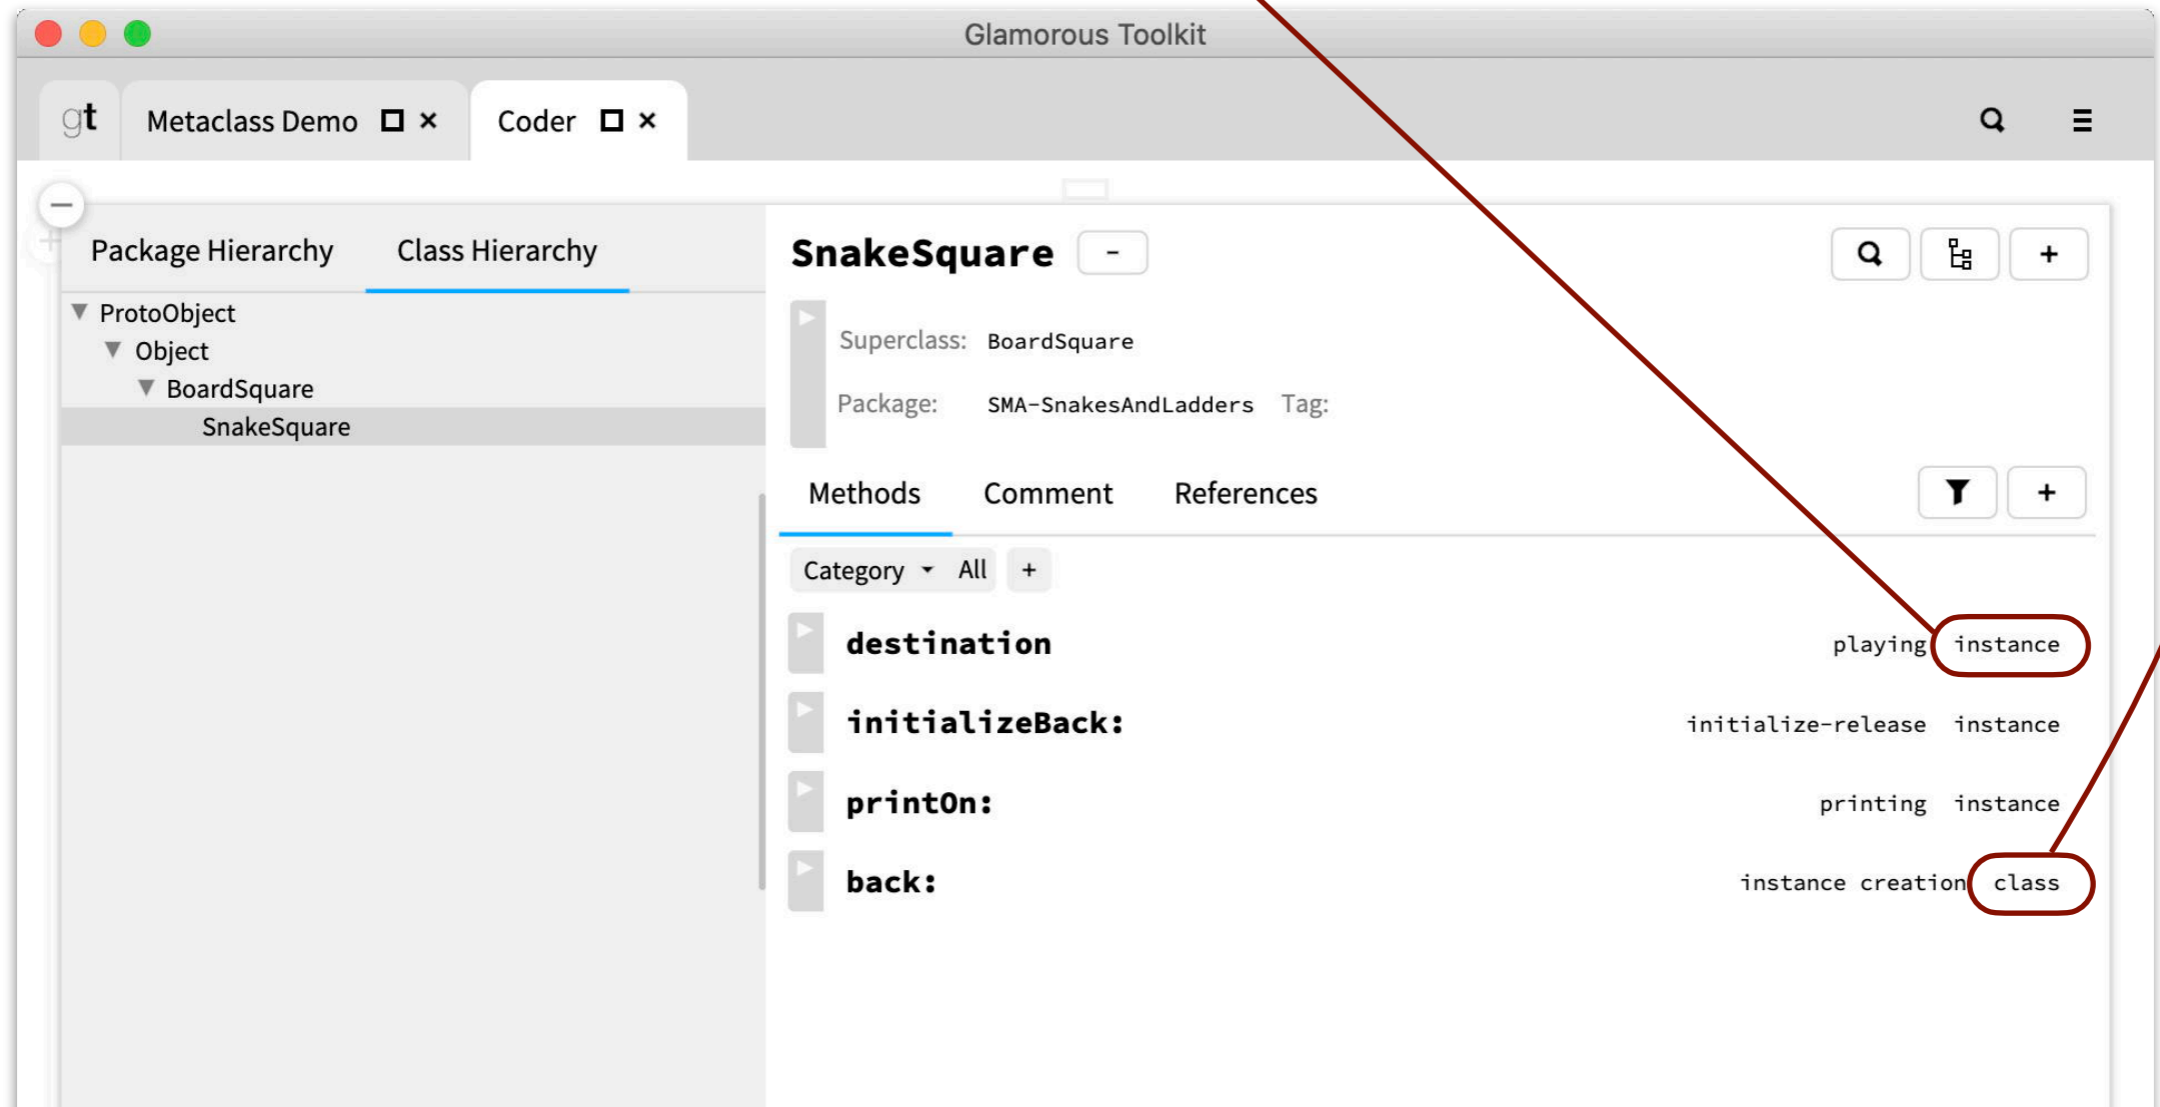 Glamorous Toolkit
gt Metaclass Demo × Coder ×
Package Hierarchy Class Hierarchy
ProtoObject
Object
BoardSquare
SnakeSquare
SnakeSquare - +
Superclass: BoardSquare
Package: SMA-SnakesAndLadders Tag:
Methods Comment References +
Category All +
destination playing instance
initializeBack: initialize-release instance
printOn: printing instance
back: instance creation class